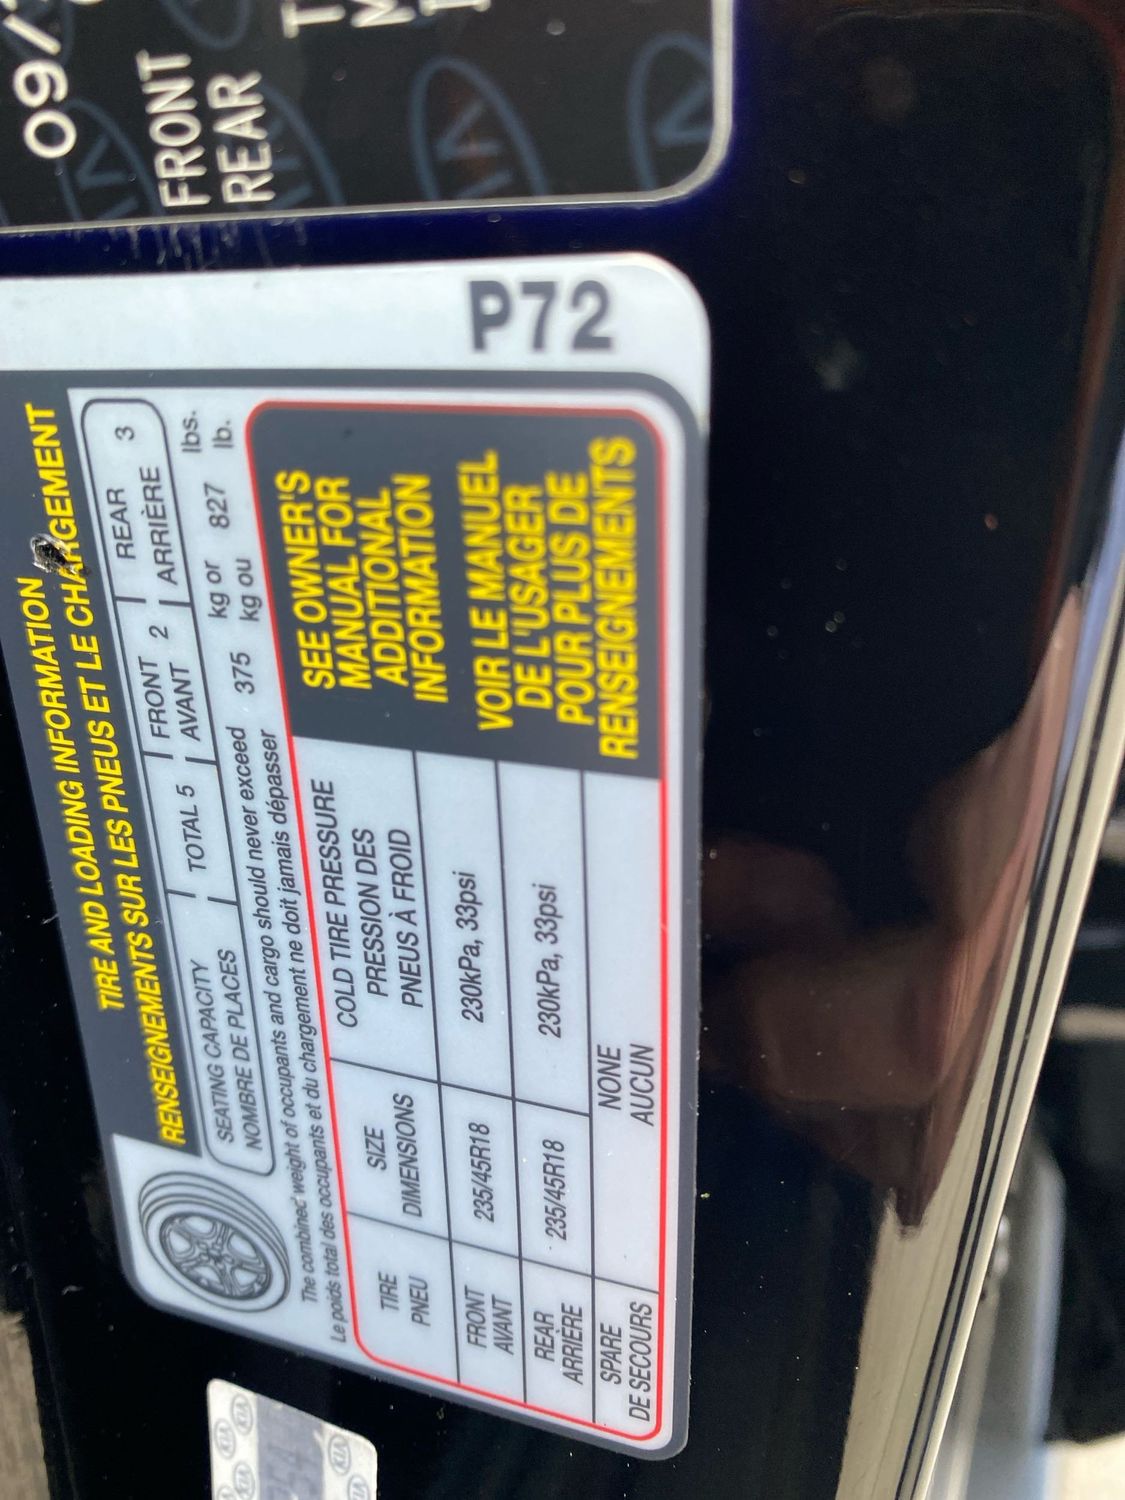 09/
FRONT
REAR
P72
TIRE AND LOADING INFORMATION
RENSEIGNEMENTS SUR LES PNEUS ET LE CHARGEMENT
SEATING CAPACITY TOTAL 5 FRONT 2 REAR 3
NOMBRE DE PLACES AVANT ARRIÈRE
The combined weight of occupants and cargo should never exceed 375 kg or 827 lbs.
Le poids total des occupants et du chargement ne doit jamais dépasser kg ou lb.
TIRE SIZE COLD TIRE PRESSURE
PNEU DIMENSIONS PRESSION DES
PNEUS À FROID
FRONT 235/45R18 230kPa, 33psi
AVANT
REAR 235/45R18 230kPa, 33psi
ARRIÈRE
SPARE NONE
DE SECOURS AUCUN
SEE OWNER'S
MANUAL FOR
ADDITIONAL
INFORMATION
VOIR LE MANUEL
DE L'USAGER
POUR PLUS DE
RENSEIGNEMENTS
KIA
KIA
KIA